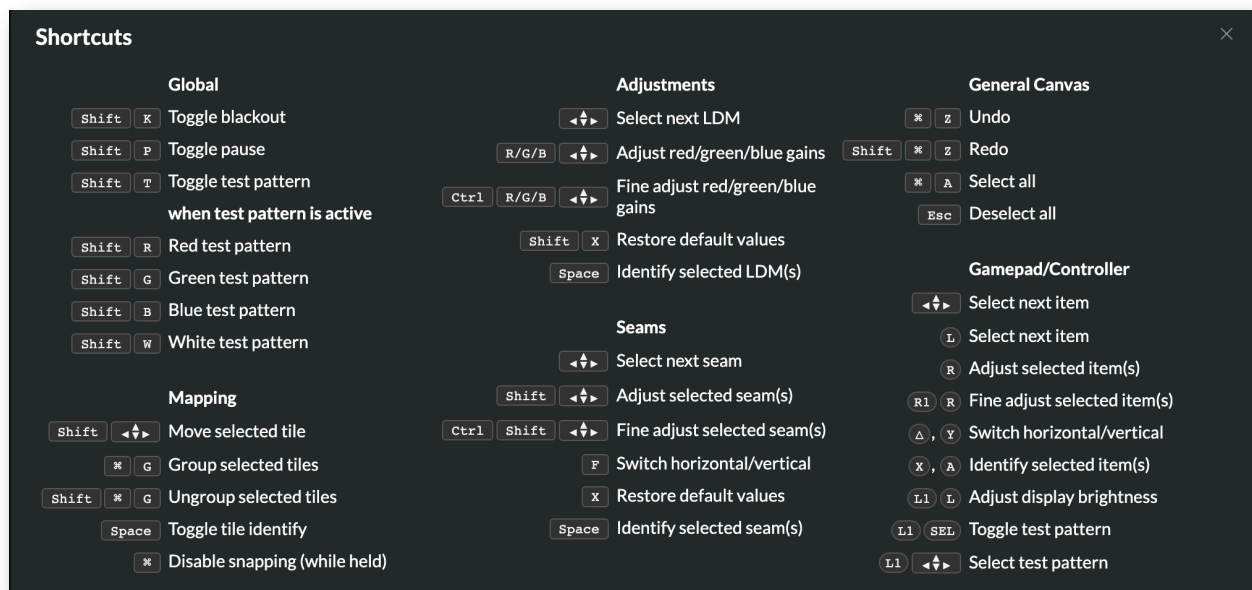 Shortcuts
Global
Shift K Toggle blackout
Shift P Toggle pause
Shift T Toggle test pattern
when test pattern is active
Shift R Red test pattern
Shift G Green test pattern
Shift B Blue test pattern
Shift W White test pattern
Mapping
Shift ◂▴▾▸ Move selected tile
⌘ G Group selected tiles
Shift ⌘ G Ungroup selected tiles
Space Toggle tile identify
⌘ Disable snapping (while held)
Adjustments
◂▴▾▸ Select next LDM
R/G/B ◂▴▾▸ Adjust red/green/blue gains
Ctrl R/G/B ◂▴▾▸ Fine adjust red/green/blue
gains
Shift X Restore default values
Space Identify selected LDM(s)
Seams
◂▴▾▸ Select next seam
Shift ◂▴▾▸ Adjust selected seam(s)
Ctrl Shift ◂▴▾▸ Fine adjust selected seam(s)
F Switch horizontal/vertical
X Restore default values
Space Identify selected seam(s)
General Canvas
⌘ Z Undo
Shift ⌘ Z Redo
⌘ A Select all
Esc Deselect all
Gamepad/Controller
◂▴▾▸ Select next item
L Select next item
R Adjust selected item(s)
R1 R Fine adjust selected item(s)
△, Y Switch horizontal/vertical
X, A Identify selected item(s)
L1 L Adjust display brightness
L1 SEL Toggle test pattern
L1 ◂▴▾▸ Select test pattern